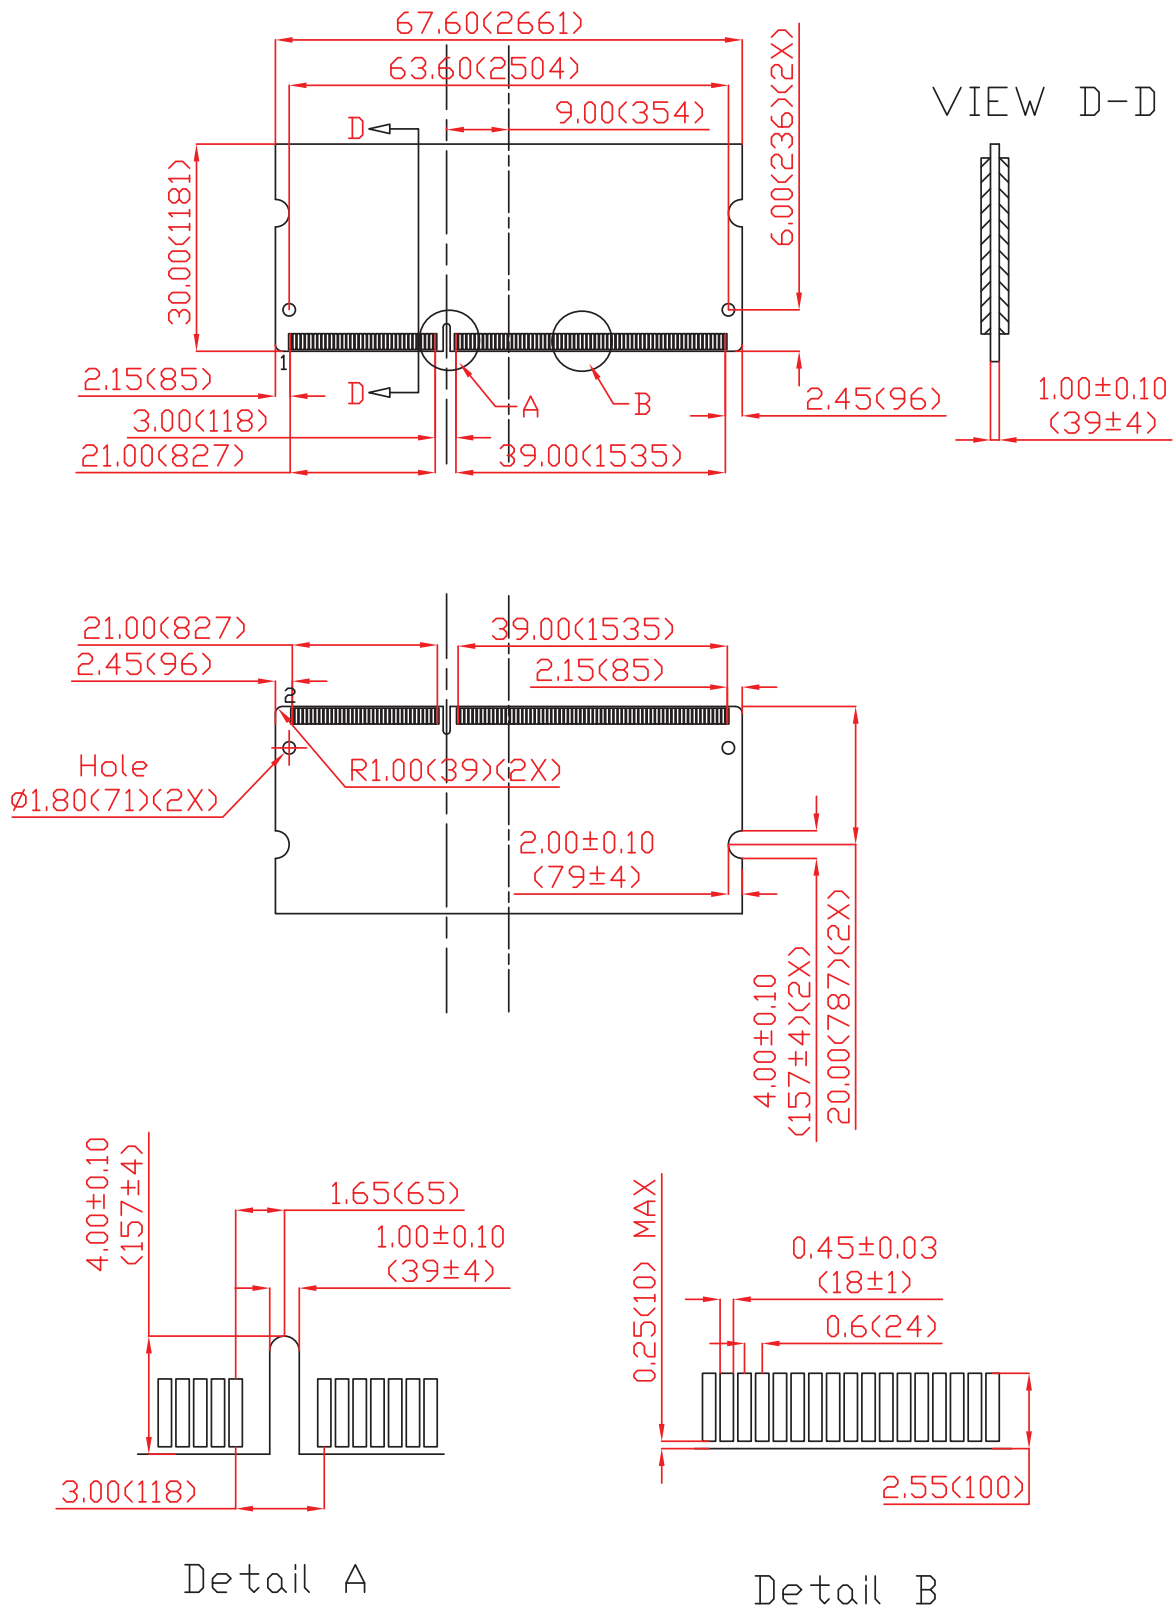 67.60(2661)
63.60(2504)
9.00(354)
6.00(236)(2X)
VIEW D-D
D
30.00(1181)
1
2.15(85)
D
A
B
2.45(96)
1.00±0.10
(39±4)
3.00(118)
21.00(827)
39.00(1535)
21.00(827)
39.00(1535)
2.45(96)
2.15(85)
2
Hole
ø1.80(71)(2X)
R1.00(39)(2X)
2.00±0.10
(79±4)
4.00±0.10
(157±4)(2X)
20.00(787)(2X)
4.00±0.10
(157±4)
1.65(65)
1.00±0.10
(39±4)
3.00(118)
Detail A
0.25(10) MAX
0.45±0.03
(18±1)
0.6(24)
2.55(100)
Detail B